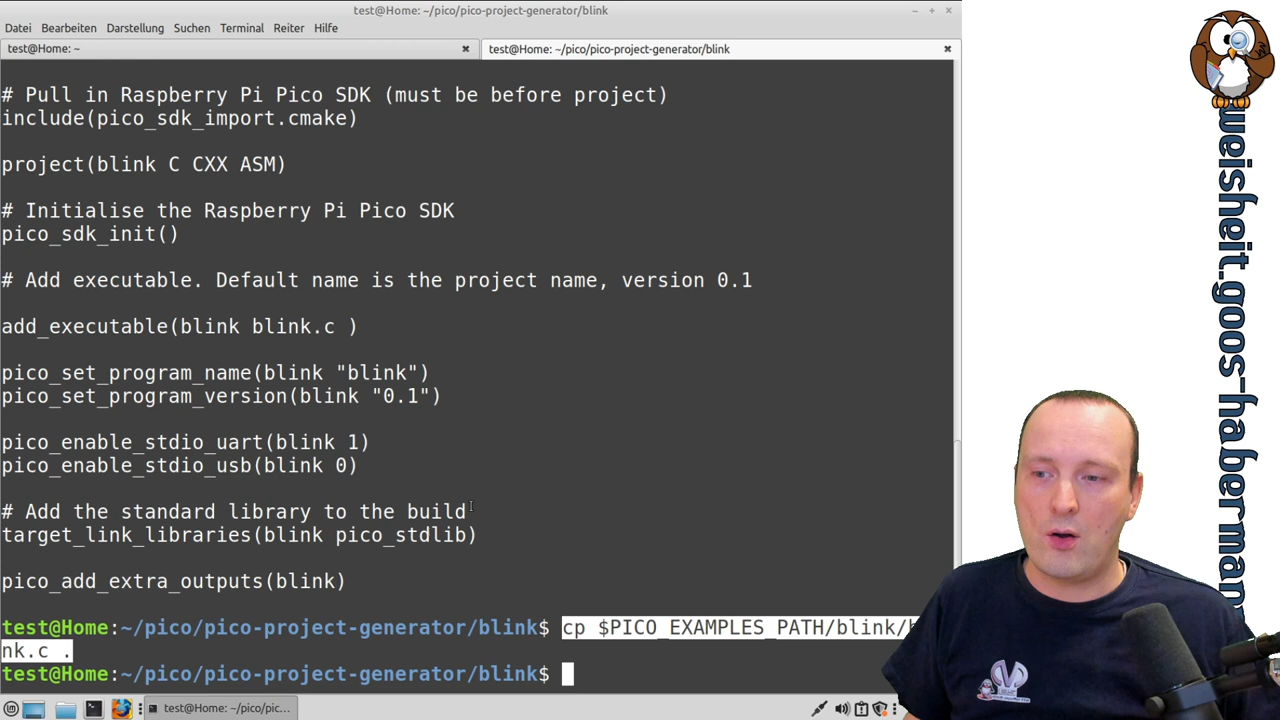 test@Home: ~/pico/pico-project-generator/blink
Datei Bearbeiten Darstellung Suchen Terminal Reiter Hilfe
test@Home: ~
test@Home: ~/pico/pico-project-generator/blink
# Pull in Raspberry Pi Pico SDK (must be before project)
include(pico_sdk_import.cmake)
project(blink C CXX ASM)
# Initialise the Raspberry Pi Pico SDK
pico_sdk_init()
# Add executable. Default name is the project name, version 0.1
add_executable(blink blink.c )
pico_set_program_name(blink "blink")
pico_set_program_version(blink "0.1")
pico_enable_stdio_uart(blink 1)
pico_enable_stdio_usb(blink 0)
# Add the standard library to the build
target_link_libraries(blink pico_stdlib)
pico_add_extra_outputs(blink)
test@Home:~/pico/pico-project-generator/blink$ cp $PICO_EXAMPLES_PATH/blink/
nk.c .
test@Home:~/pico/pico-project-generator/blink$
test@Home: ~/pico/pic...
weisheit.goos-haberman